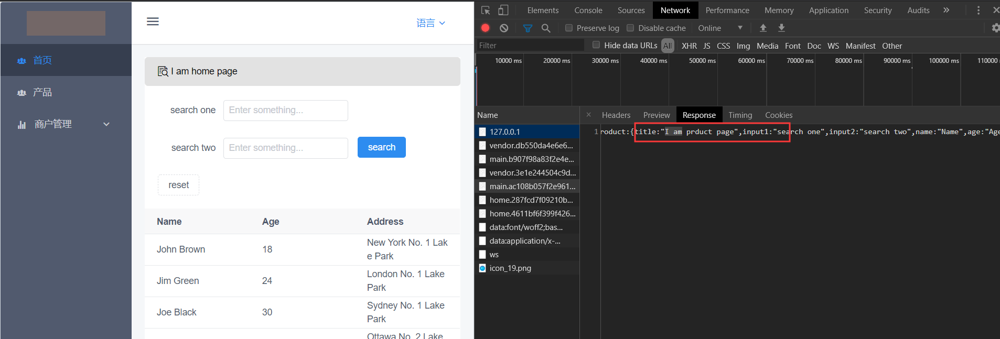 语言
首页
产品
商户管理
I am home page
search one
Enter something...
search two
Enter something...
search
reset
Name Age Address
John Brown 18 New York No. 1 Lak
e Park
Jim Green 24 London No. 1 Lake
Park
Joe Black 30 Sydney No. 1 Lake
Park
Ottawa No. 2 Lake
Elements Console Sources Network Performance Memory Application Security Audits »
Preserve log Disable cache Online
Filter Hide data URLs All XHR JS CSS Img Media Font Doc WS Manifest Other
10000 ms 20000 ms 30000 ms 40000 ms 50000 ms 60000 ms 70000 ms 80000 ms 90000 ms 100000 ms 110000
Name
127.0.0.1
vendor.db550da4e6e6...
main.b907f98a83f2e4e...
vendor.3e1e244504c9d...
main.ac108b057f2e961...
home.287fcd7f09210b...
home.4611bf6f399f426...
data:font/woff2;bas...
data:application/x-...
ws
icon_19.png
× Headers Preview Response Timing Cookies
1 roduct:{title:"I am prduct page",input1:"search one",input2:"search two",name:"Name",age:"Age